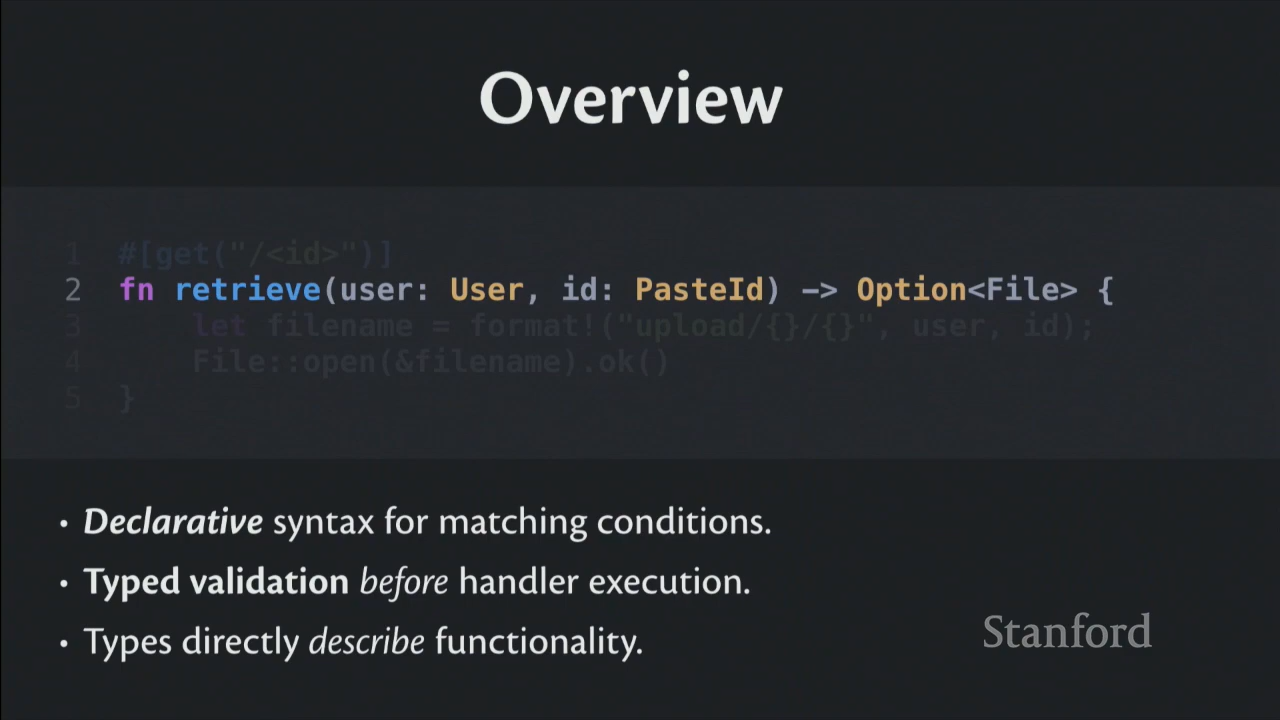 Overview
1 #[get("/<id>")]
2 fn retrieve(user: User, id: PasteId) -> Option<File> {
3 let filename = format!("upload/{}/{}", user, id);
4 File::open(&filename).ok()
5 }
• Declarative syntax for matching conditions.
• Typed validation before handler execution.
• Types directly describe functionality.
Stanford